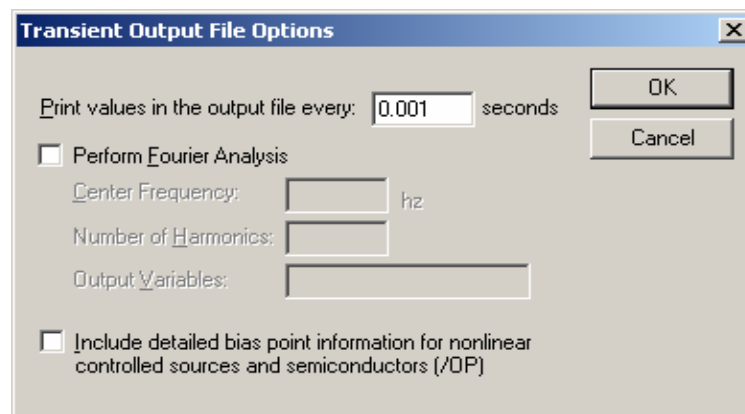 Transient Output File Options
Print values in the output file every: 0.001 seconds
OK
Cancel
Perform Fourier Analysis
Center Frequency: hz
Number of Harmonics:
Output Variables:
Include detailed bias point information for nonlinear
controlled sources and semiconductors (/OP)